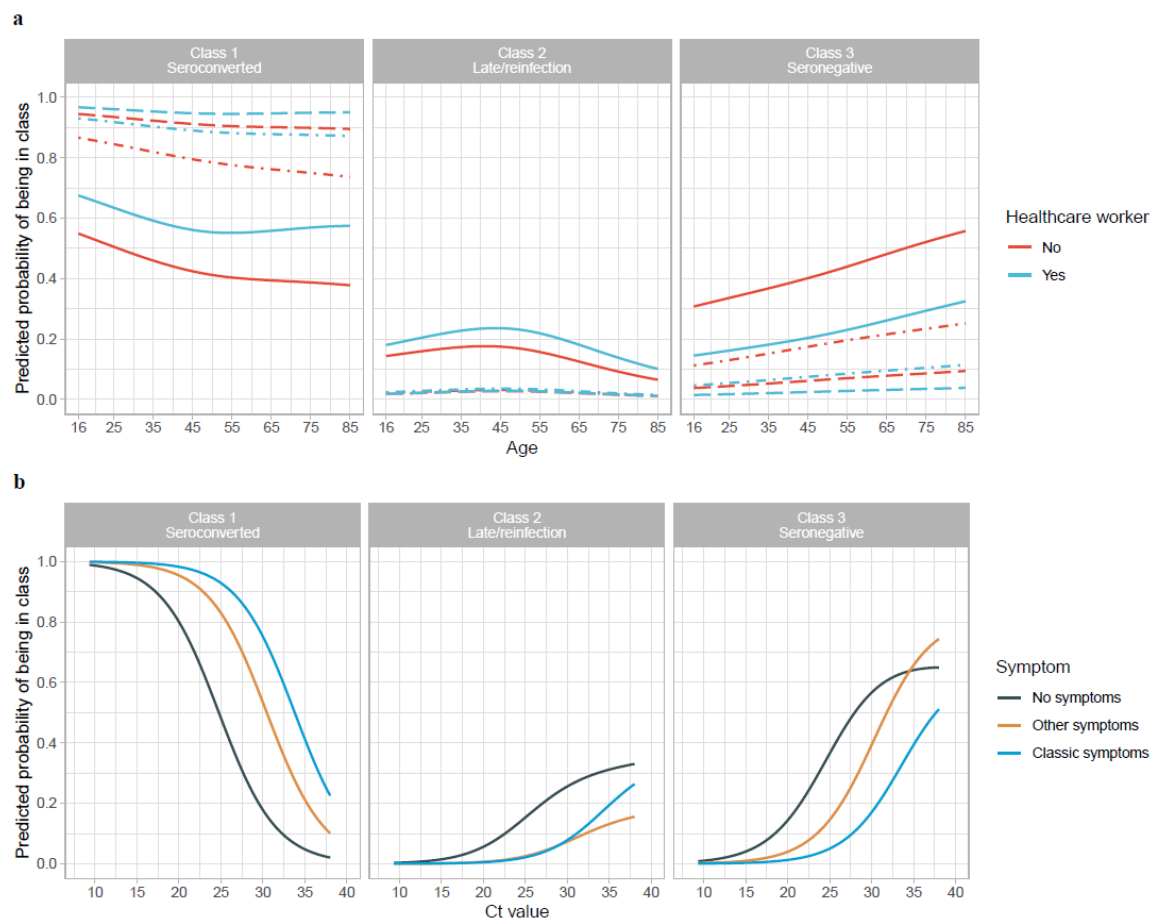 a
Class 1
Seroconverted
Class 2
Late/reinfection
Class 3
Seronegative
Predicted probability of being in class
1.0
0.8
0.6
0.4
0.2
0.0
16 25 35 45 55 65 75 85
16 25 35 45 55 65 75 85
16 25 35 45 55 65 75 85
Age
Healthcare worker
No
Yes
b
Class 1
Seroconverted
Class 2
Late/reinfection
Class 3
Seronegative
Predicted probability of being in class
1.0
0.8
0.6
0.4
0.2
0.0
10 15 20 25 30 35 40
10 15 20 25 30 35 40
10 15 20 25 30 35 40
Ct value
Symptom
No symptoms
Other symptoms
Classic symptoms